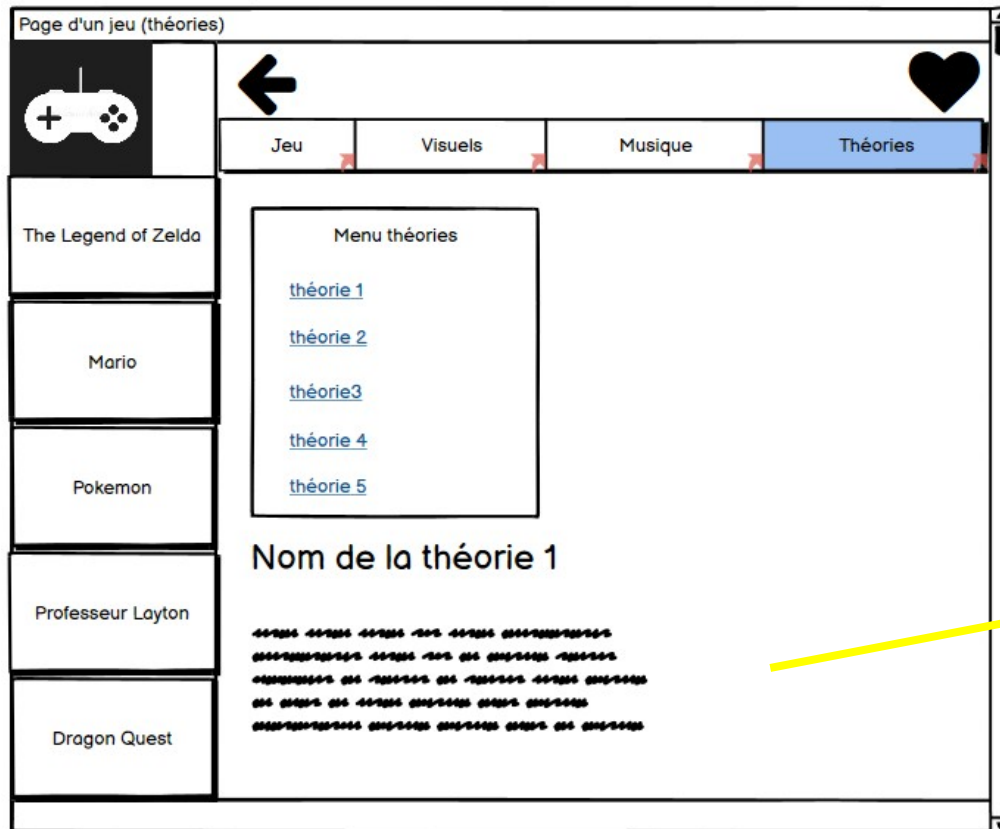 Page d'un jeu (théories)
Jeu
Visuels
Musique
Théories
The Legend of Zelda
Mario
Pokemon
Professeur Layton
Dragon Quest
Menu théories
théorie 1
théorie 2
théorie3
théorie 4
théorie 5
Nom de la théorie 1